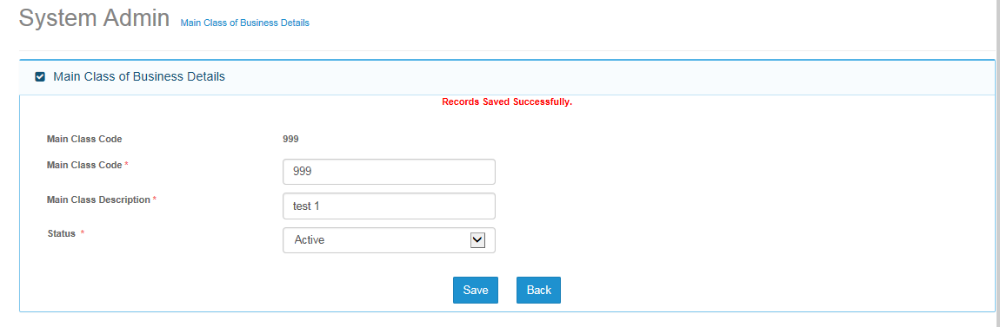 System Admin Main Class of Business Details
Main Class of Business Details
Records Saved Successfully.
Main Class Code 999
Main Class Code * 999
Main Class Description * test 1
Status * Active
Save Back